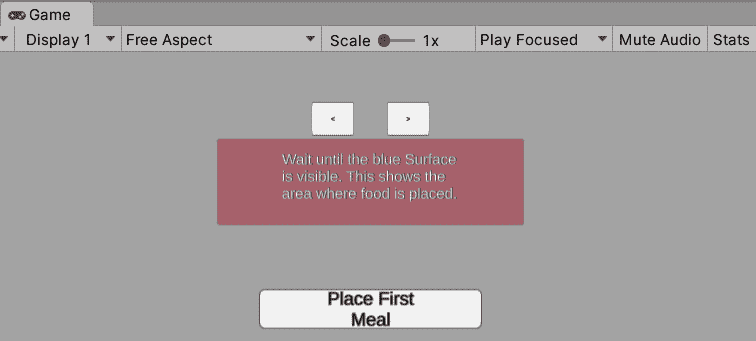 Game
Display 1 Free Aspect Scale 1x Play Focused Mute Audio Stats
< >
Wait until the blue Surface
is visible. This shows the
area where food is placed.
Place First
Meal